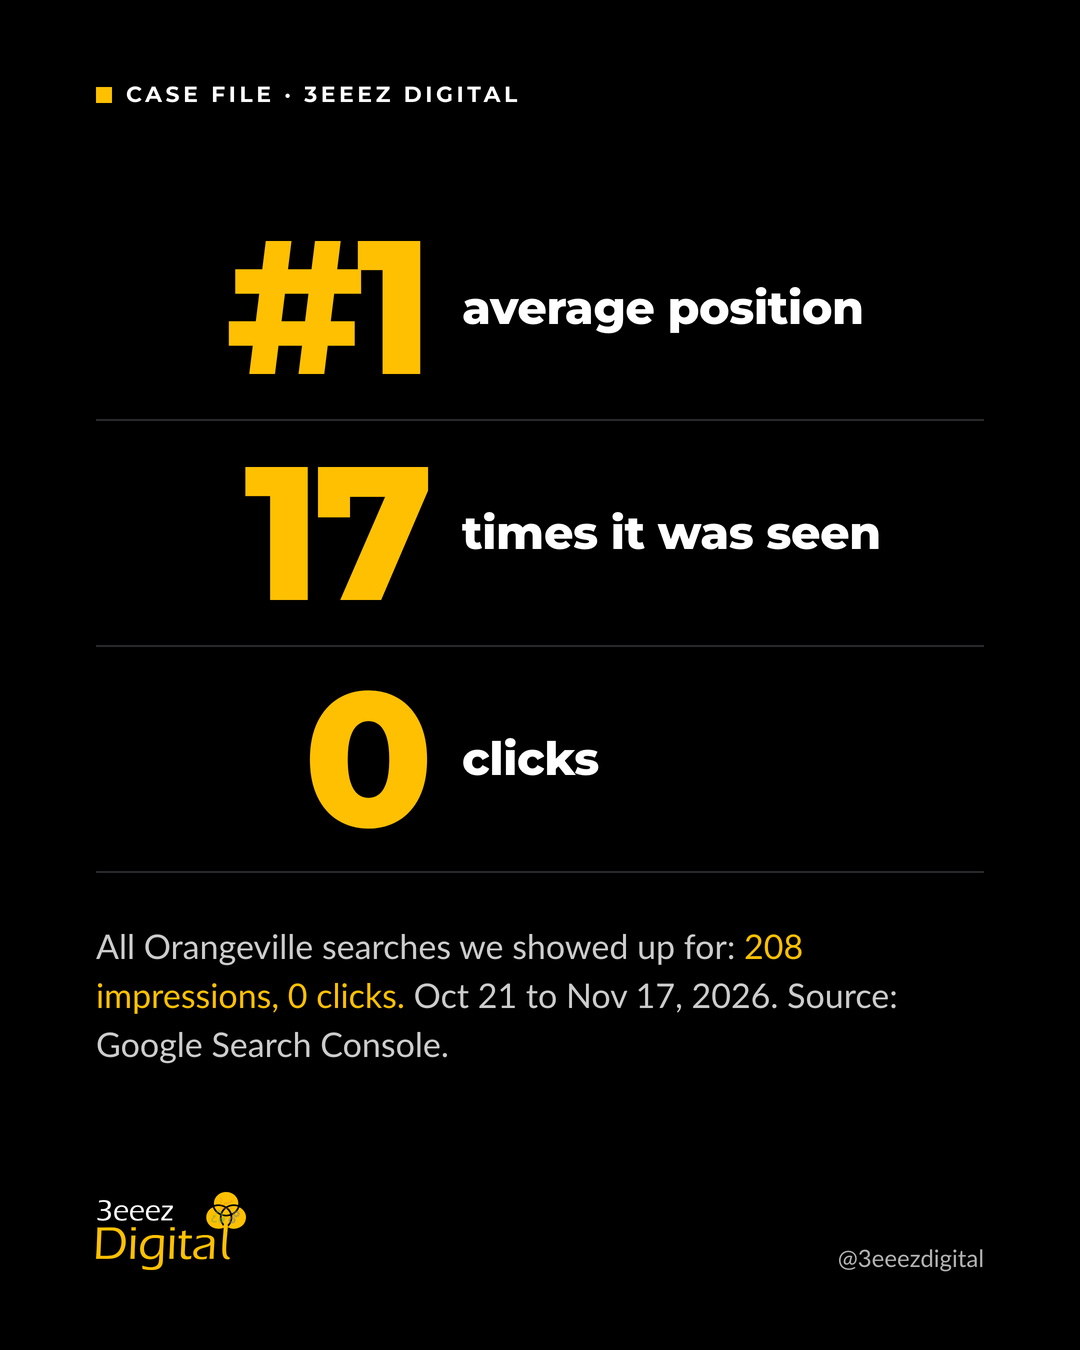 CASE FILE · 3EEEZ DIGITAL
#1 average position
17 times it was seen
0 clicks
All Orangeville searches we showed up for: 208
impressions, 0 clicks. Oct 21 to Nov 17, 2026. Source:
Google Search Console.
3eeez
Digital
@3eeezdigital